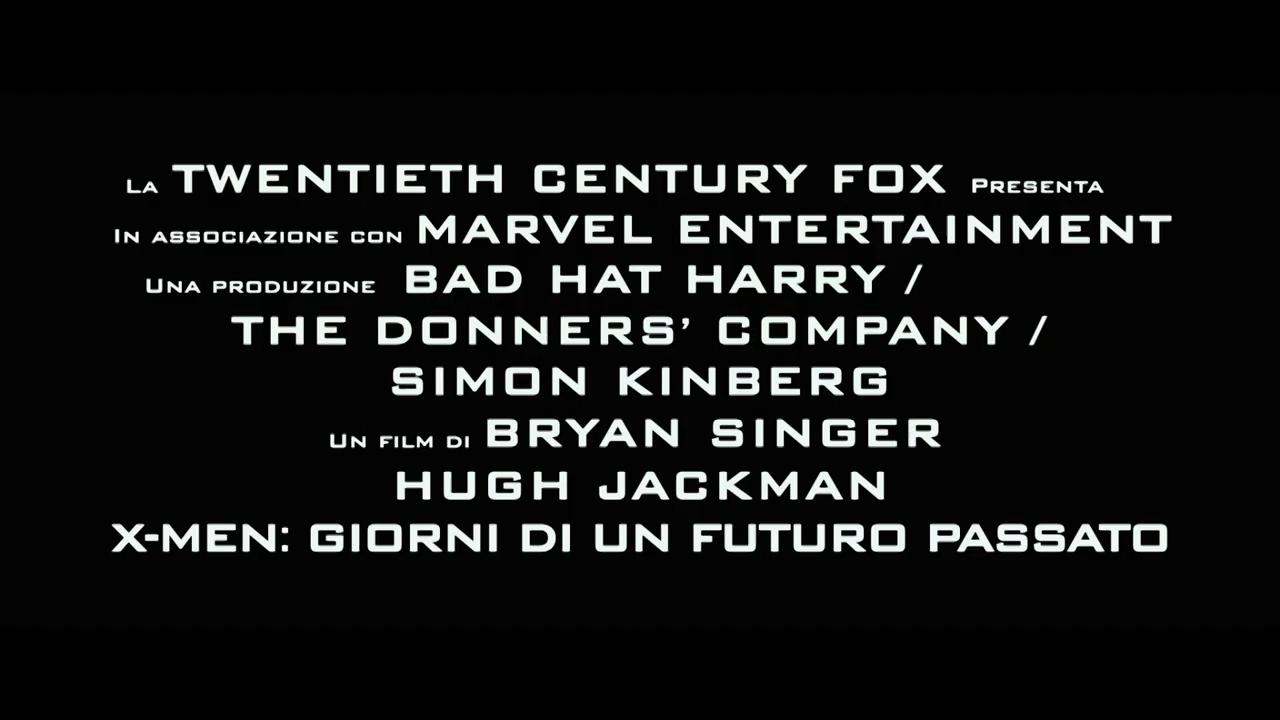 La TWENTIETH CENTURY FOX Presenta
In associazione con MARVEL ENTERTAINMENT
Una produzione BAD HAT HARRY /
THE DONNERS’ COMPANY /
SIMON KINBERG
Un film di BRYAN SINGER
HUGH JACKMAN
X-MEN: GIORNI DI UN FUTURO PASSATO